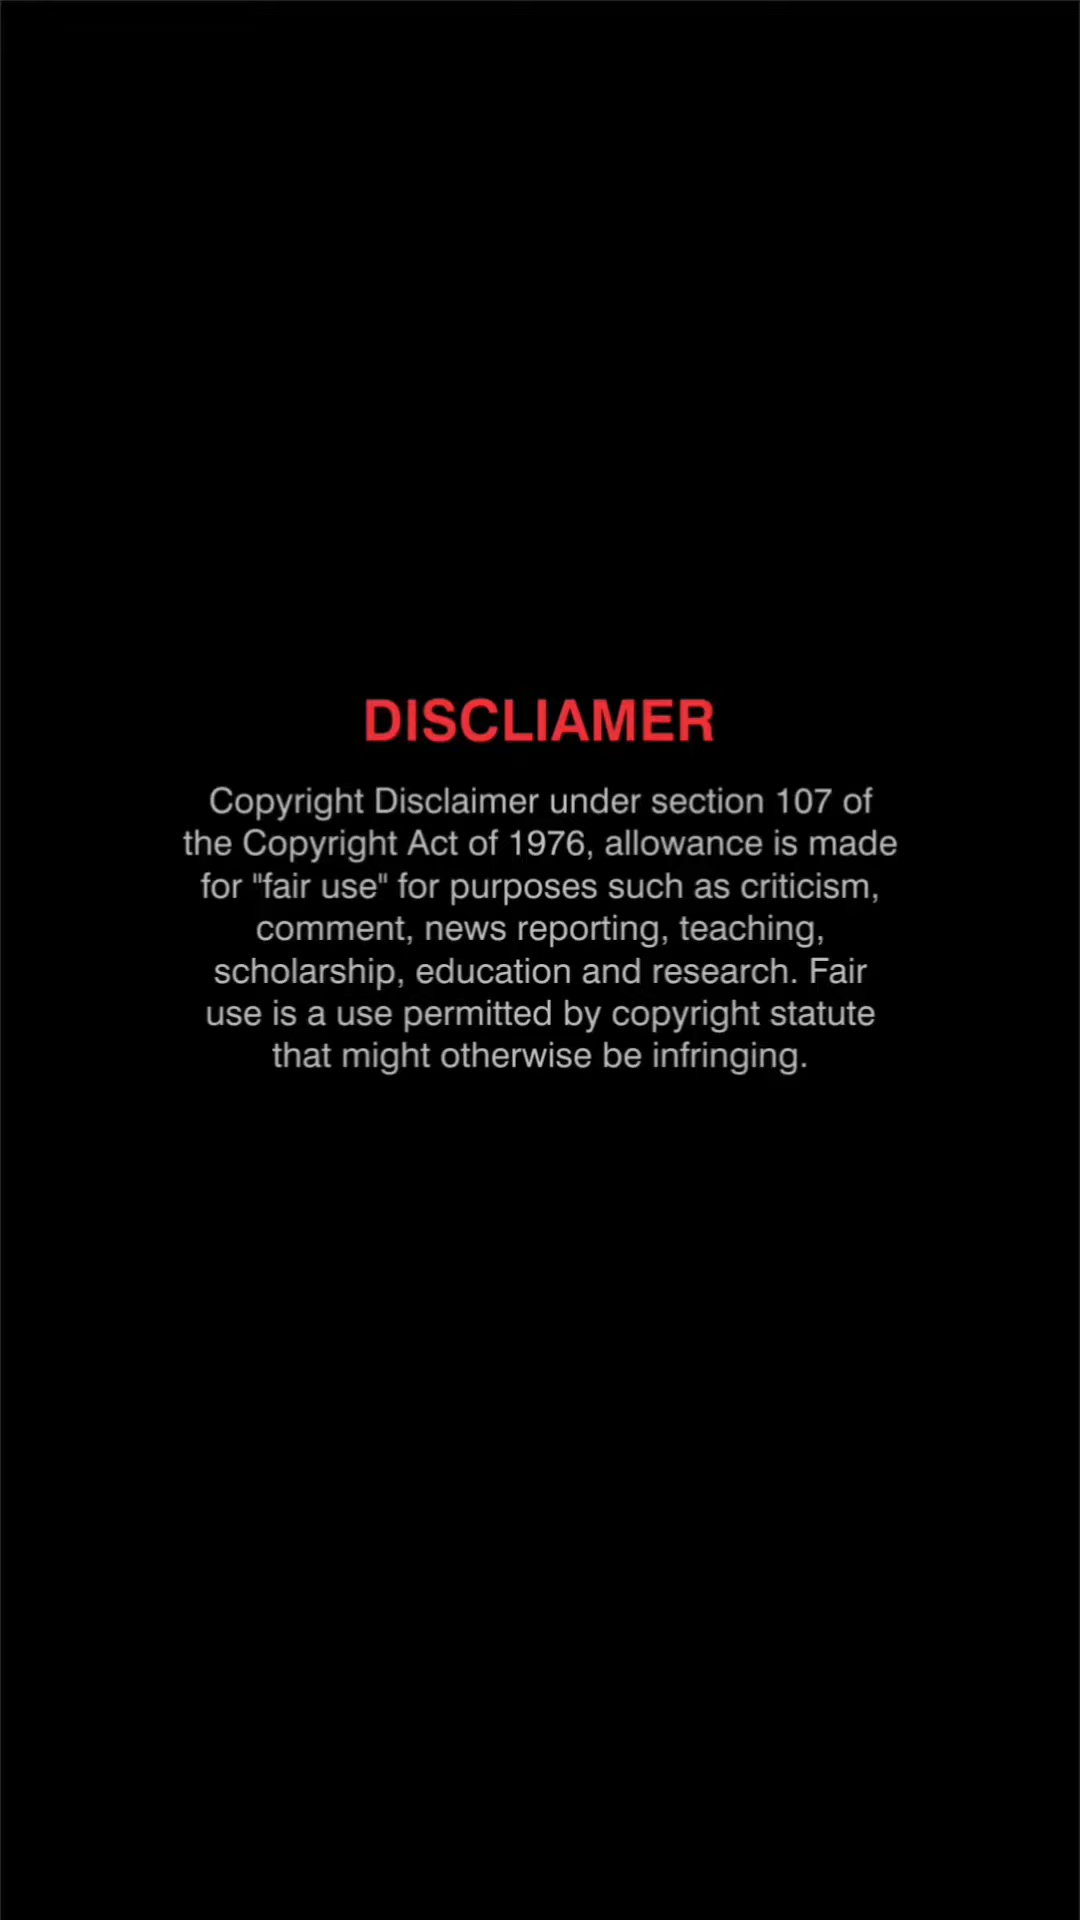 DISCLIAMER
Copyright Disclaimer under section 107 of
the Copyright Act of 1976, allowance is made
for "fair use" for purposes such as criticism,
comment, news reporting, teaching,
scholarship, education and research. Fair
use is a use permitted by copyright statute
that might otherwise be infringing.